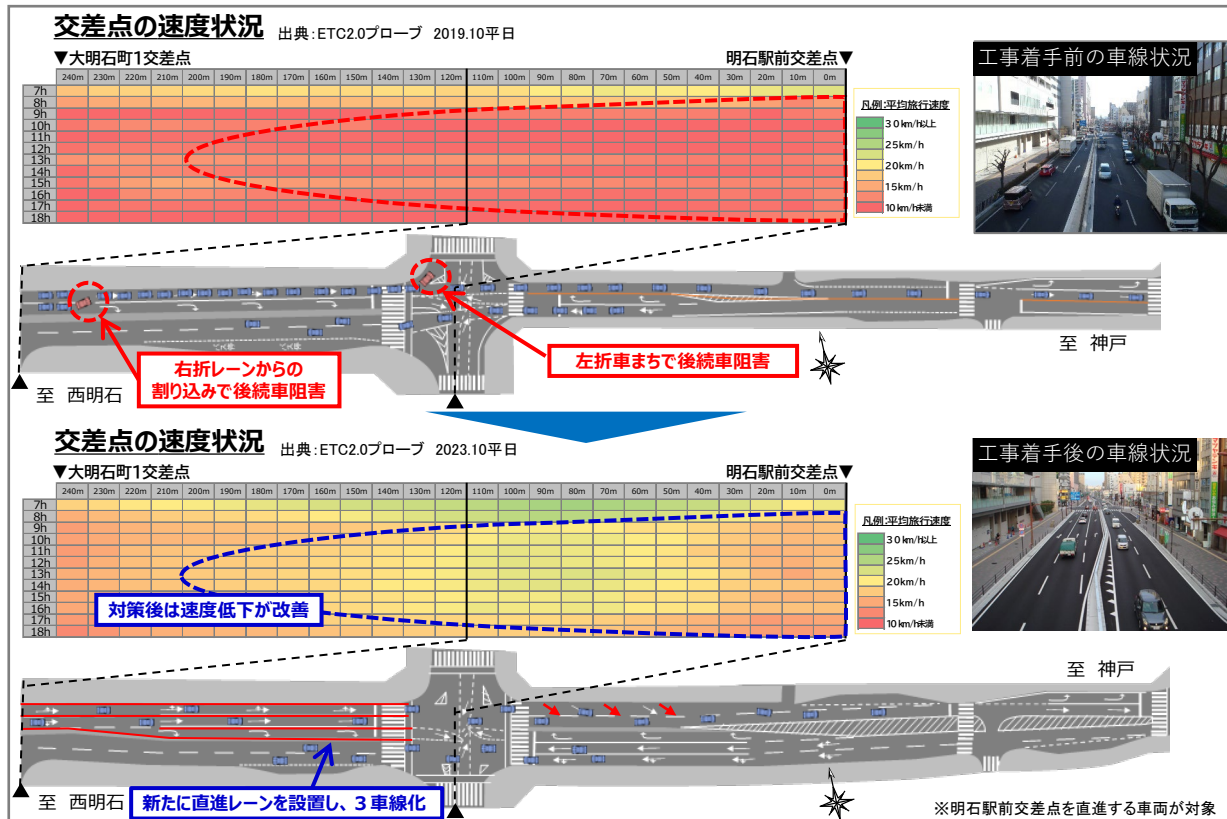 交差点の速度状況 出典:ETC2.0プローブ 2019.10平日
▼大明石町1交差点 明石駅前交差点▼
240m 230m 220m 210m 200m 190m 180m 170m 160m 150m 140m 130m 120m 110m 100m 90m 80m 70m 60m 50m 40m 30m 20m 10m 0m
7h
8h
9h
10h
11h
12h
13h
14h
15h
16h
17h
18h
凡例:平均旅行速度
30km/h以上
25km/h
20km/h
15km/h
10km/h未満
工事着手前の車線状況
右折レーンからの
割り込みで後続車阻害
左折車まちで後続車阻害
至 西明石
至 神戸
交差点の速度状況 出典:ETC2.0プローブ 2023.10平日
▼大明石町1交差点 明石駅前交差点▼
240m 230m 220m 210m 200m 190m 180m 170m 160m 150m 140m 130m 120m 110m 100m 90m 80m 70m 60m 50m 40m 30m 20m 10m 0m
7h
8h
9h
10h
11h
12h
13h
14h
15h
16h
17h
18h
対策後は速度低下が改善
凡例:平均旅行速度
30km/h以上
25km/h
20km/h
15km/h
10km/h未満
工事着手後の車線状況
至 神戸
至 西明石
新たに直進レーンを設置し、3車線化
※明石駅前交差点を直進する車両が対象